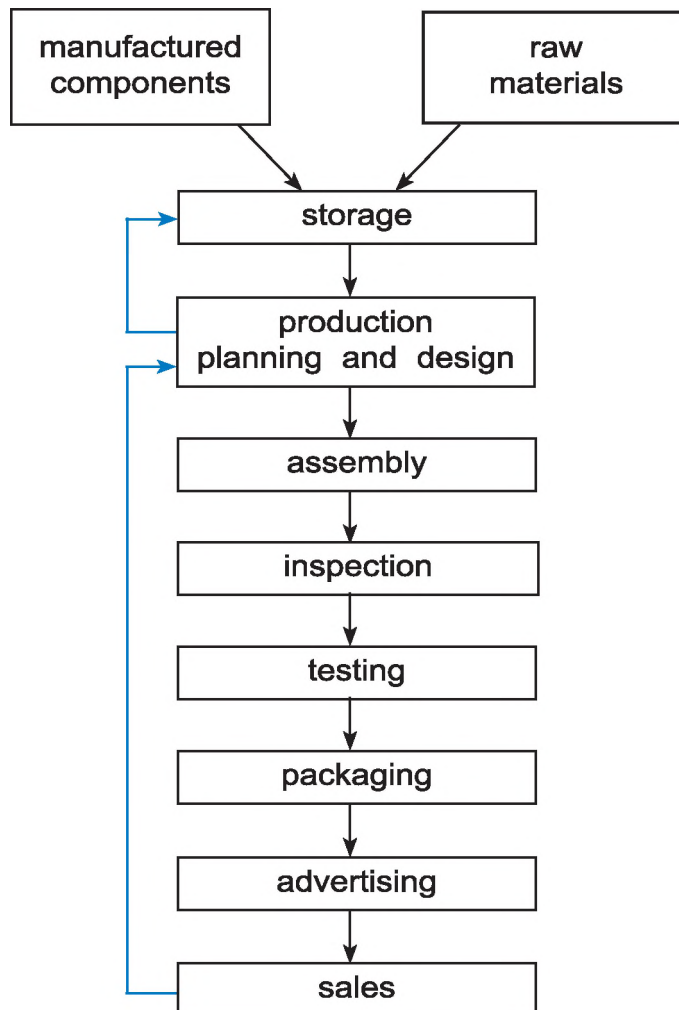 manufactured
components
raw
materials
storage
production
planning and design
assembly
inspection
testing
packaging
advertising
sales